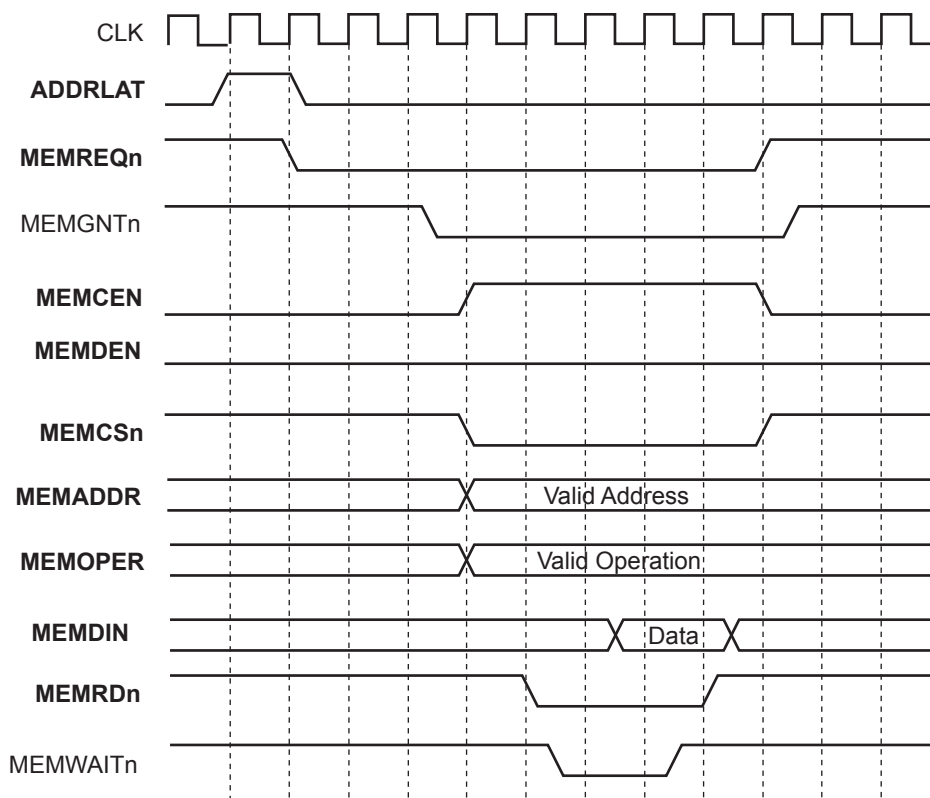 CLK
ADDRLAT
MEMREQn
MEMGNTn
MEMCEN
MEMDEN
MEMCSn
MEMADDR Valid Address
MEMOPER Valid Operation
MEMDIN Data
MEMRDn
MEMWAITn